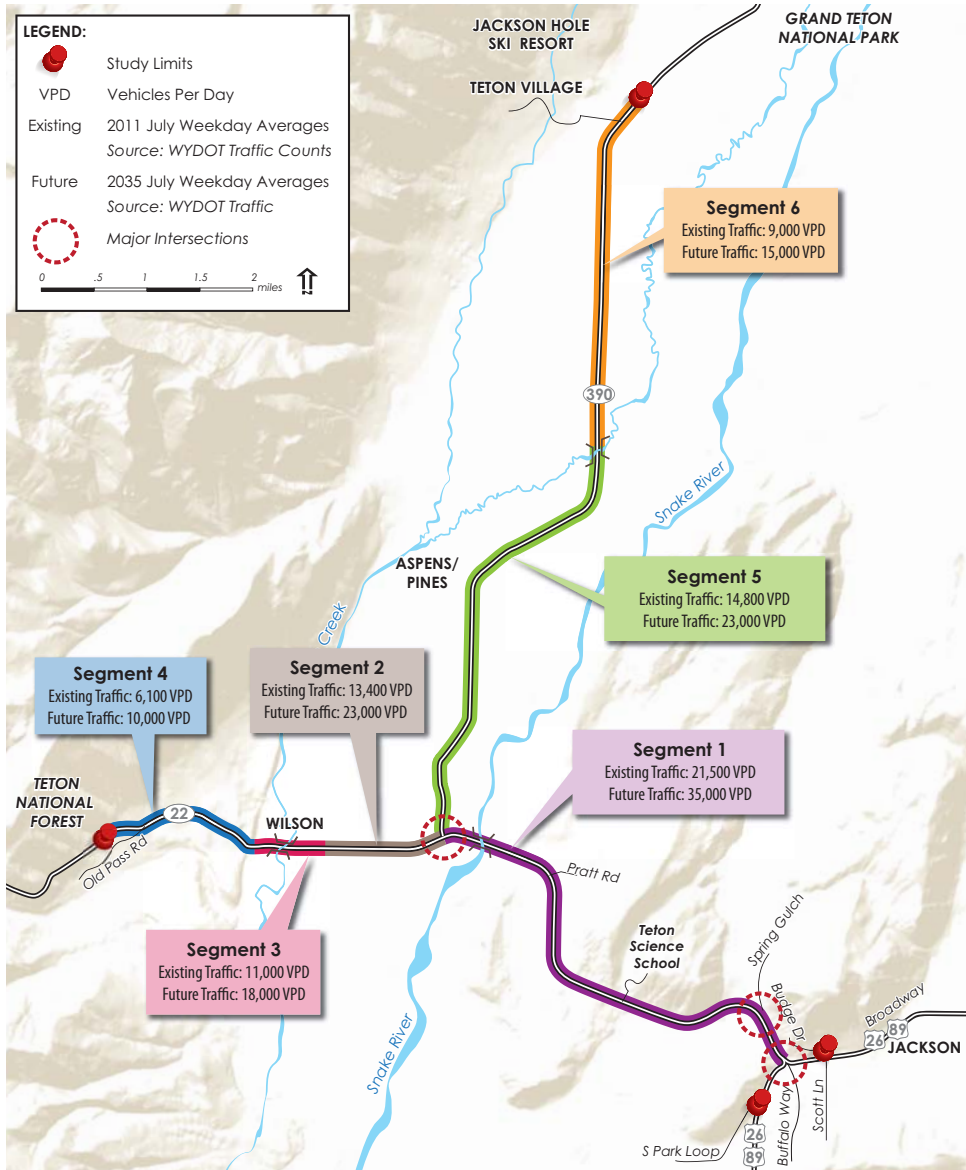 LEGEND:
Study Limits
VPD Vehicles Per Day
Existing 2011 July Weekday Averages
Source: WYDOT Traffic Counts
Future 2035 July Weekday Averages
Source: WYDOT Traffic
Major Intersections
0 .5 1 1.5 2
miles
N
JACKSON HOLE
SKI RESORT
TETON VILLAGE
GRAND TETON
NATIONAL PARK
Segment 6
Existing Traffic: 9,000 VPD
Future Traffic: 15,000 VPD
390
Snake River
ASPENS/
PINES
Segment 5
Existing Traffic: 14,800 VPD
Future Traffic: 23,000 VPD
Creek
Segment 4
Existing Traffic: 6,100 VPD
Future Traffic: 10,000 VPD
Segment 2
Existing Traffic: 13,400 VPD
Future Traffic: 23,000 VPD
Segment 1
Existing Traffic: 21,500 VPD
Future Traffic: 35,000 VPD
TETON
NATIONAL
FOREST
22
WILSON
Old Pass Rd
Pratt Rd
Segment 3
Existing Traffic: 11,000 VPD
Future Traffic: 18,000 VPD
Teton
Science
School
Spring Gulch
Budge Dr
Broadway
26 89
JACKSON
Snake River
S Park Loop
26
89
Buffalo Way
Scott Ln